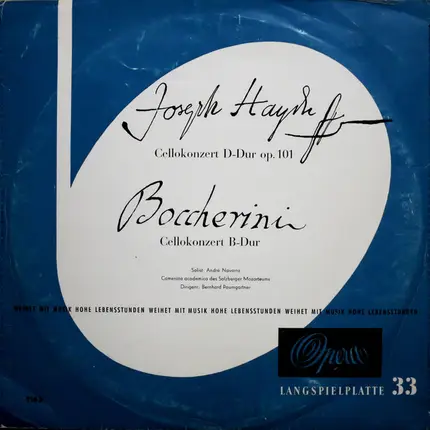 Joseph Haydn
Cellokonzert D-Dur op. 101
Boccherini
Cellokonzert B-Dur
Solist: André Navarra
Camerata academica des Salzburger Mozarteums
Dirigent: Bernhard Paumgartner
WEIHET MIT MUSIK HOHE LEBENSSTUNDEN WEIHET MIT MUSIK HOHE LEBENSSTUNDEN WEIHET MIT MUSIK HOHE LEBENSSTUNDEN
Opera
LANGSPIELPLATTE 33